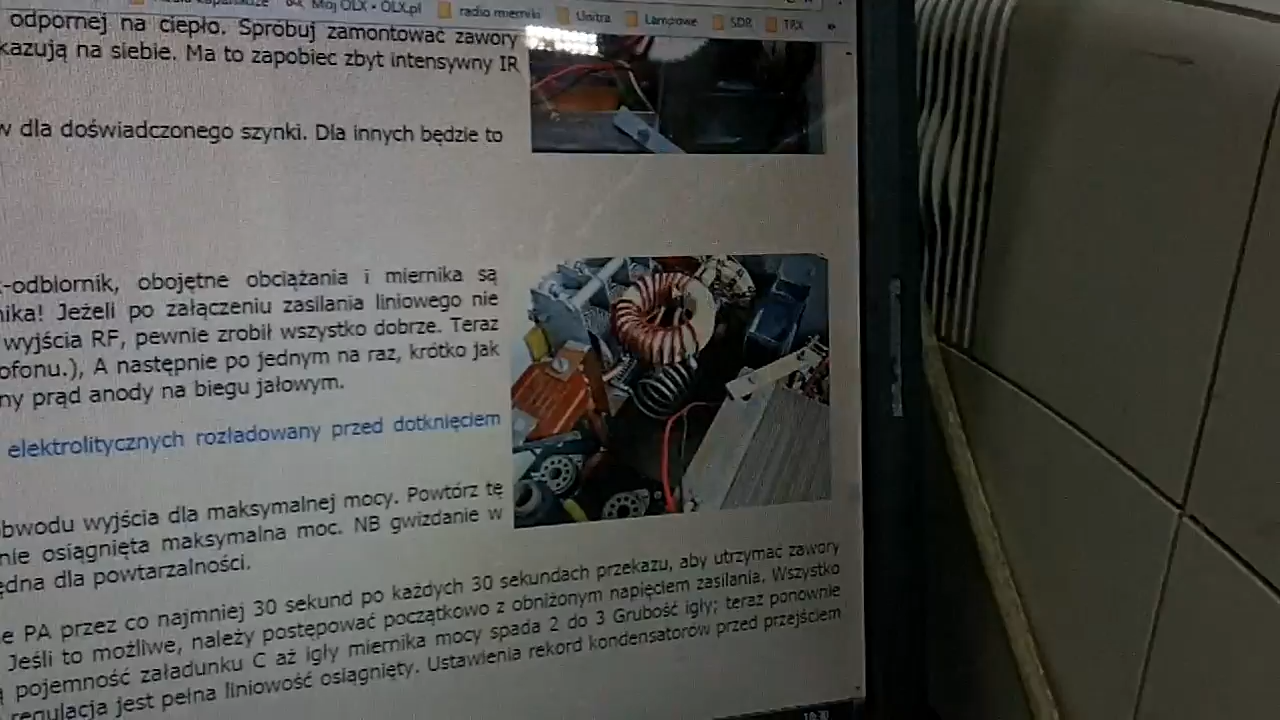 Mój OLX • OLX.pl radio mierniki Unitra Lampowe SDR TRX »
odpornej na ciepło. Spróbuj zamontować zawory
kazują na siebie. Ma to zapobiec zbyt intensywny IR
w dla doświadczonego szynki. Dla innych będzie to
-odbiornik, obojętne obciążania i miernika są
nika! Jeżeli po załączeniu zasilania liniowego nie
wyjścia RF, pewnie zrobił wszystko dobrze. Teraz
ofonu.), A następnie po jednym na raz, krótko jak
ny prąd anody na biegu jałowym.
elektrolitycznych rozładowany przed dotknięciem
obwodu wyjścia dla maksymalnej mocy. Powtórz tę
nie osiągnięta maksymalna moc. NB gwizdanie w
ędna dla powtarzalności.
e PA przez co najmniej 30 sekund po każdych 30 sekundach przekazu, aby utrzymać zawory
Jeśli to możliwe, należy postępować początkowo z obniżonym napięciem zasilania. Wszystko
ą pojemność załadunku C aż igły miernika mocy spada 2 do 3 Grubość igły; teraz ponownie
regulacja jest pełna liniowość osiągnięty. Ustawienia rekord kondensatorów przed przejściem